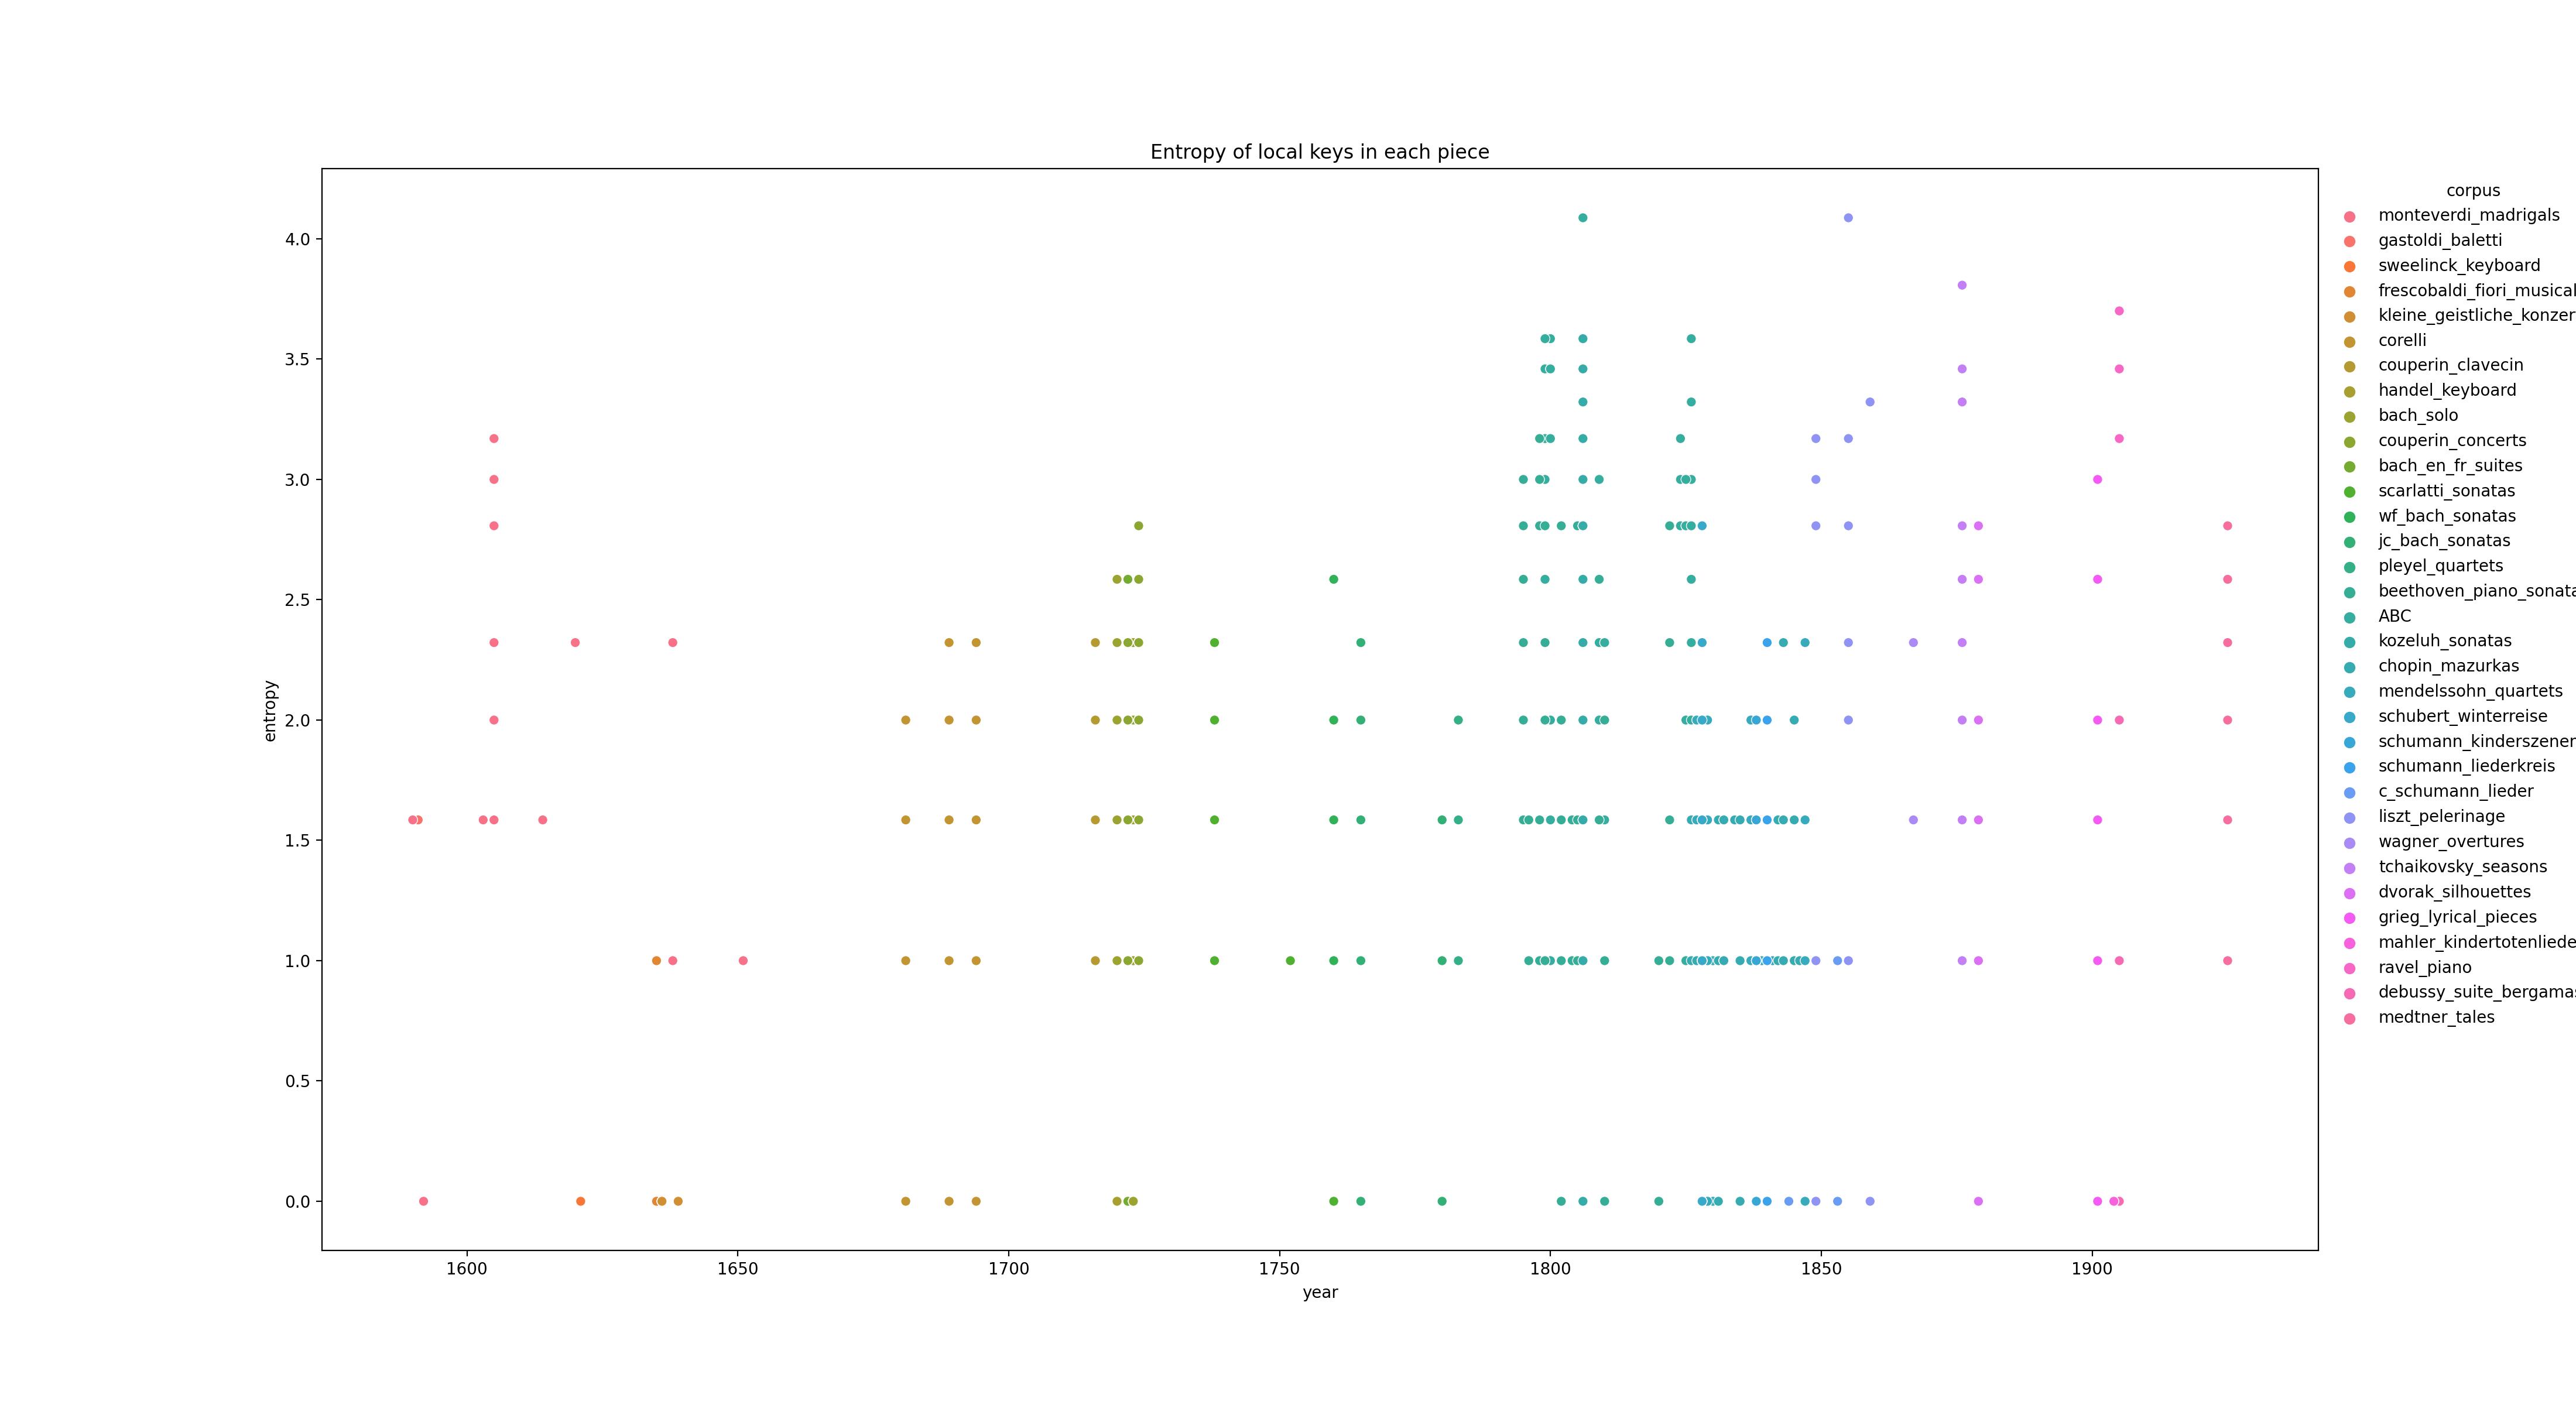 Entropy of local keys in each piece
4.0
3.5
3.0
2.5
2.0
1.5
1.0
0.5
0.0
entropy
1600 1650 1700 1750 1800 1850 1900
year
corpus
monteverdi_madrigals
gastoldi_baletti
sweelinck_keyboard
frescobaldi_fiori_musical
kleine_geistliche_konzer
corelli
couperin_clavecin
handel_keyboard
bach_solo
couperin_concerts
bach_en_fr_suites
scarlatti_sonatas
wf_bach_sonatas
jc_bach_sonatas
pleyel_quartets
beethoven_piano_sonata
ABC
kozeluh_sonatas
chopin_mazurkas
mendelssohn_quartets
schubert_winterreise
schumann_kinderszenen
schumann_liederkreis
c_schumann_lieder
liszt_pelerinage
wagner_overtures
tchaikovsky_seasons
dvorak_silhouettes
grieg_lyrical_pieces
mahler_kindertotenliede
ravel_piano
debussy_suite_bergamas
medtner_tales